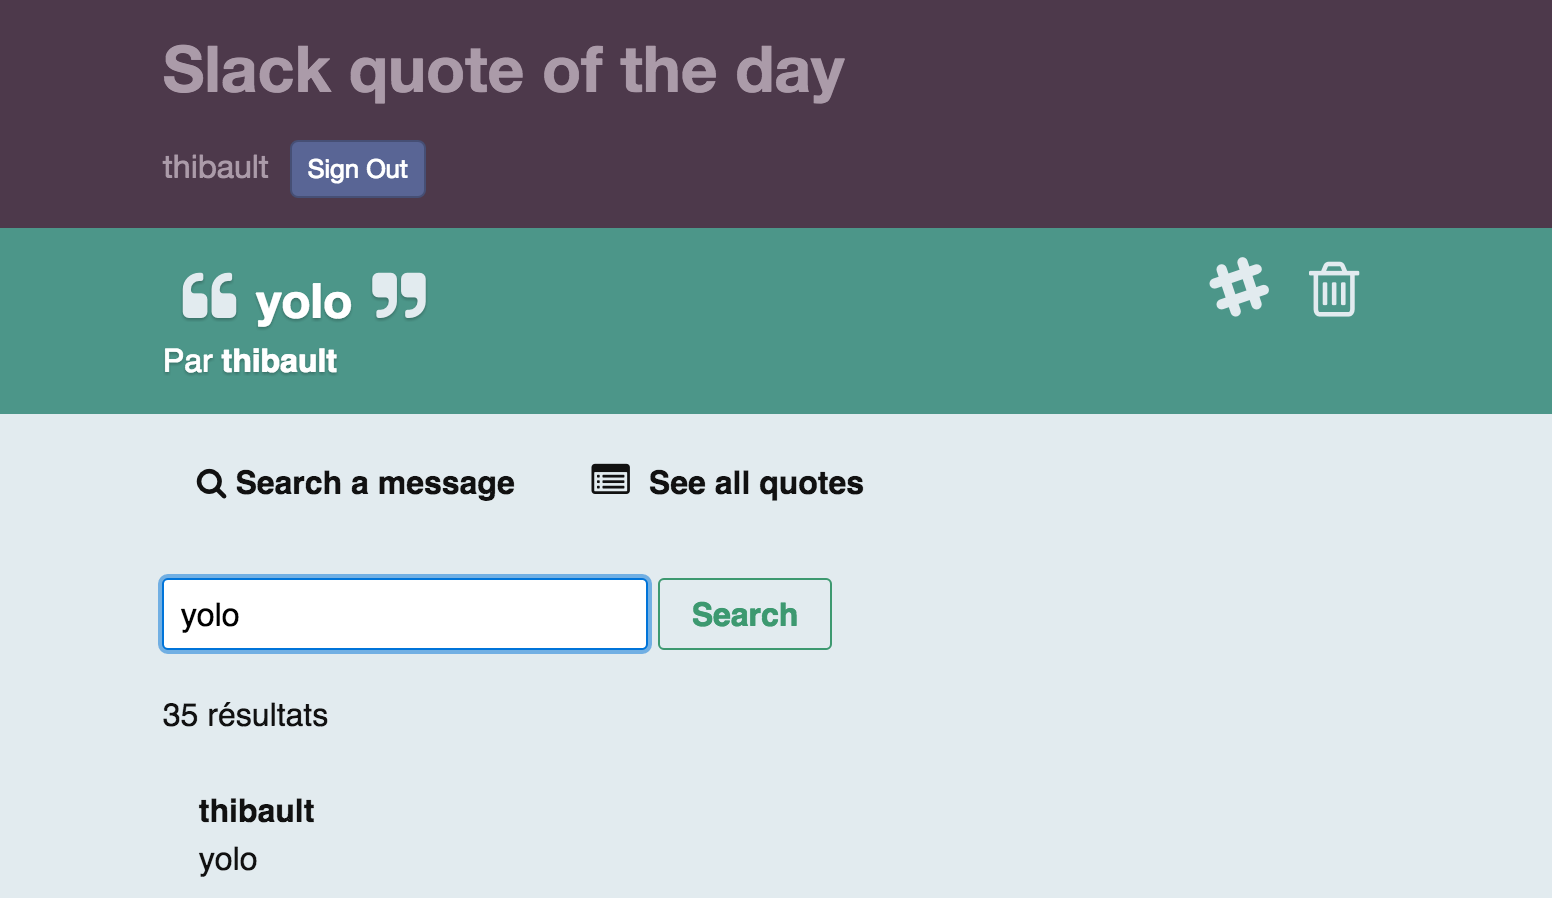 Slack quote of the day
thibault Sign Out
“ yolo ”
Par thibault
Search a message See all quotes
yolo Search
35 résultats
thibault
yolo